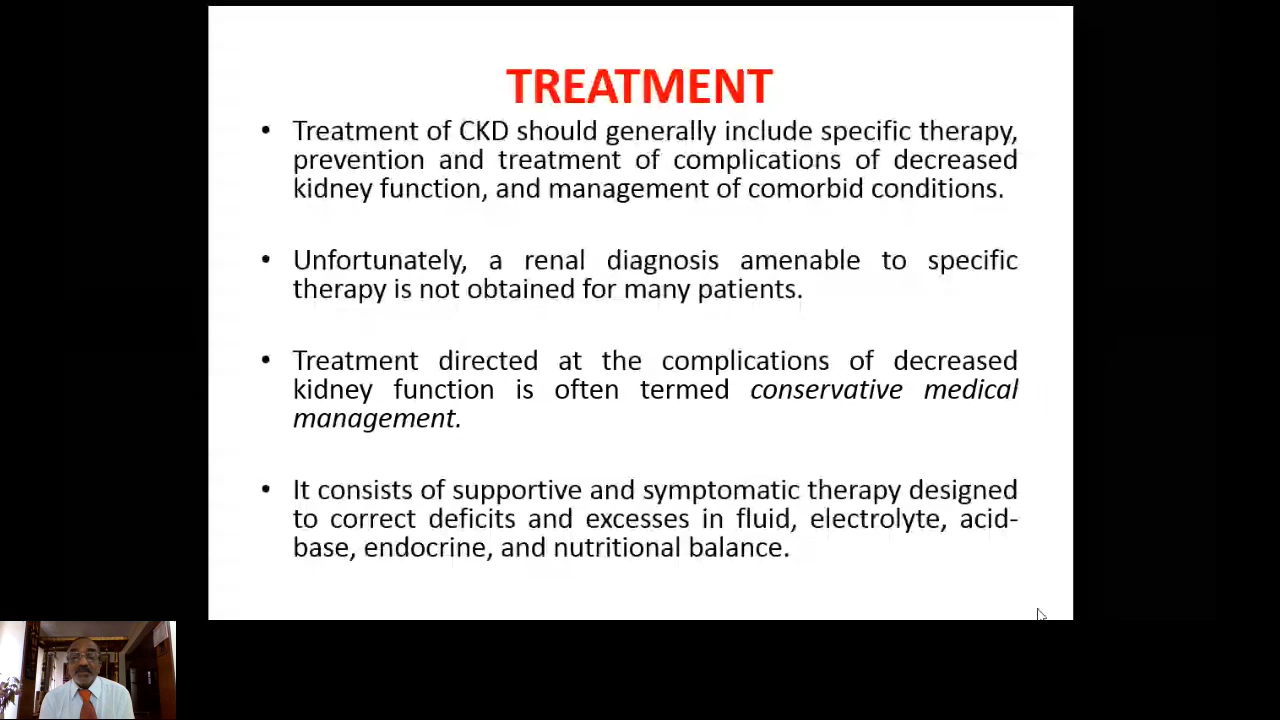 TREATMENT
• Treatment of CKD should generally include specific therapy,
prevention and treatment of complications of decreased
kidney function, and management of comorbid conditions.
• Unfortunately, a renal diagnosis amenable to specific
therapy is not obtained for many patients.
• Treatment directed at the complications of decreased
kidney function is often termed conservative medical
management.
• It consists of supportive and symptomatic therapy designed
to correct deficits and excesses in fluid, electrolyte, acid-
base, endocrine, and nutritional balance.